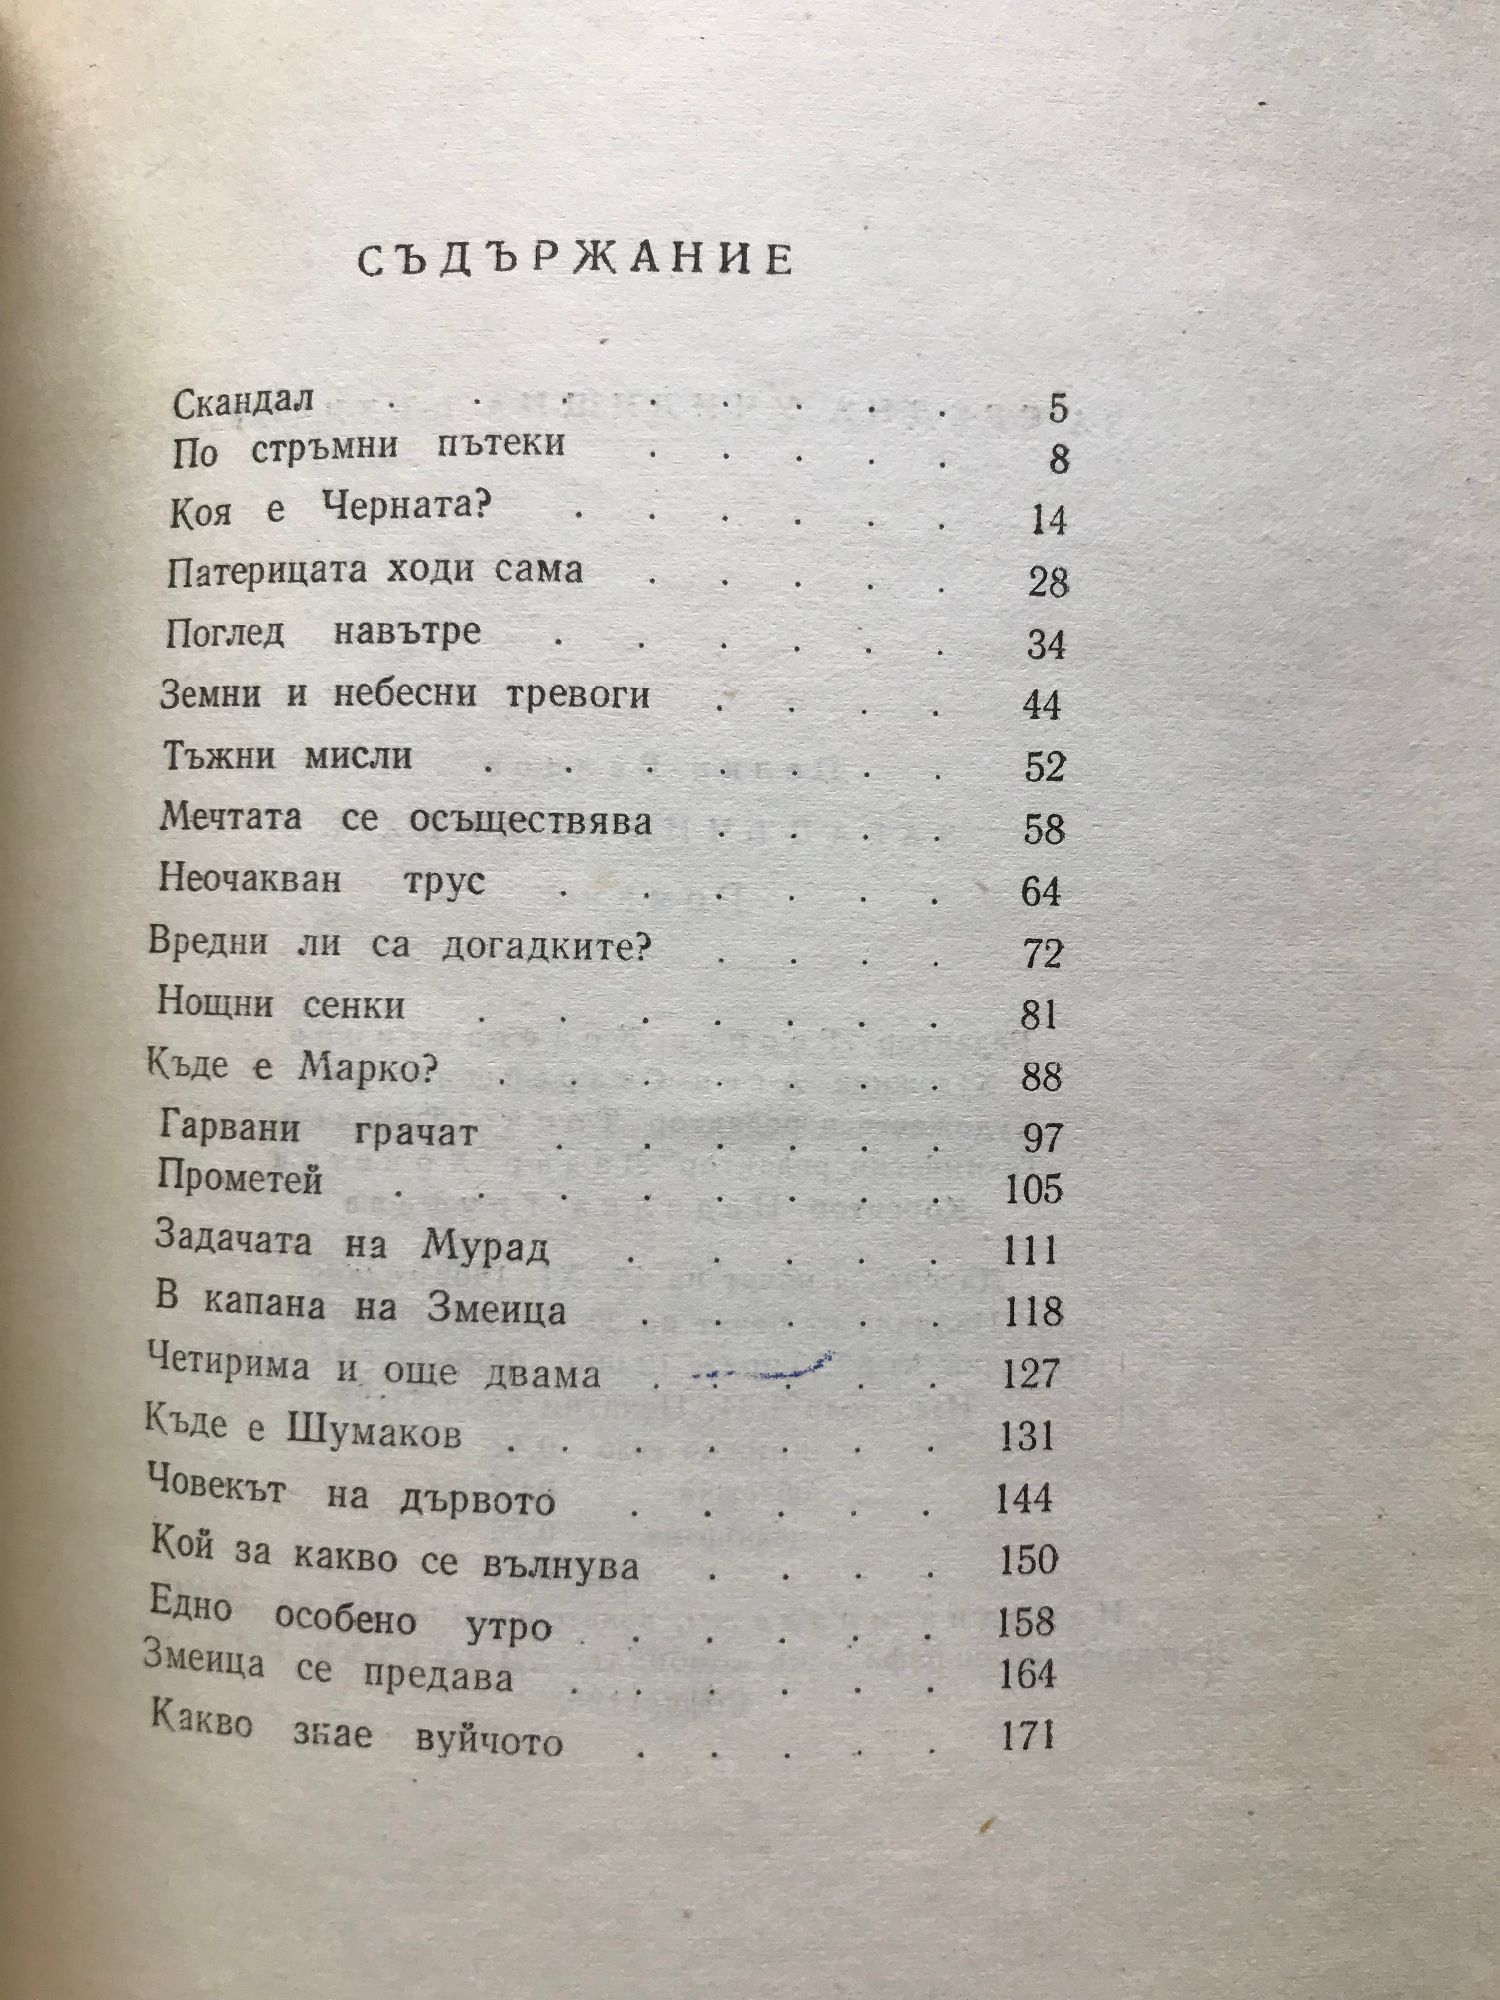 СЪДЪРЖАНИЕ
Скандал . . . . . . . . 5
По стръмни пътеки . . . . . 8
Коя е Черната? . . . . . . 14
Патерицата ходи сама . . . . . 28
Поглед навътре . . . . . . 34
Земни и небесни тревоги . . . . 44
Тъжни мисли . . . . . . . 52
Мечтата се осъществява . . . . 58
Неочакван трус . . . . . . 64
Вредни ли са догадките? . . . . 72
Нощни сенки . . . . . . . 81
Къде е Марко? . . . . . . . 88
Гарвани грачат . . . . . . 97
Прометей . . . . . . . . 105
Задачата на Мурад . . . . . 111
В капана на Змеица . . . . . 118
Четирима и още двама . . . . . 127
Къде е Шумаков . . . . . . . 131
Човекът на дървото . . . . . 144
Кой за какво се вълнува . . . . 150
Едно особено утро . . . . . . 158
Змеица се предава . . . . . . 164
Какво знае вуйчото . . . . . 171